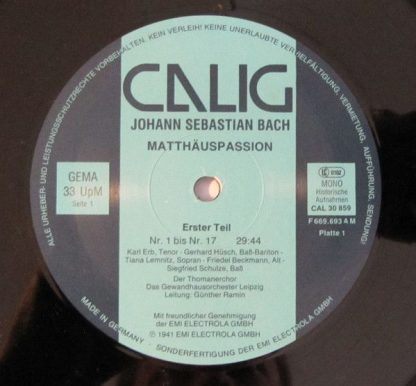 ALLE URHEBER- UND LEISTUNGSSCHUTZRECHTE VORBEHALTEN. KEIN VERLEIH! KEINE UNERLAUBTE VERVIELFÄLTIGUNG, VERMIETUNG, AUFFÜHRUNG, SENDUNG!
CALIG
JOHANN SEBASTIAN BACH
MATTHÄUSPASSION
GEMA
33 UpM
Seite 1
LC 0102
MONO
Historische
Aufnahmen
CAL 30 859
F 669.693 4 M
Platte 1
Erster Teil
Nr. 1 bis Nr. 17 29:44
Karl Erb, Tenor - Gerhard Hüsch, Baß-Bariton -
Tiana Lemnitz, Sopran - Friedel Beckmann, Alt -
Siegfried Schulze, Baß
Der Thomanerchor
Das Gewandhausorchester Leipzig
Leitung: Günther Ramin
Mit freundlicher Genehmigung
der EMI ELECTROLA GMBH
℗ 1941 EMI ELECTROLA GMBH
MADE IN GERMANY · SONDERFERTIGUNG DER EMI ELECTROLA GMBH